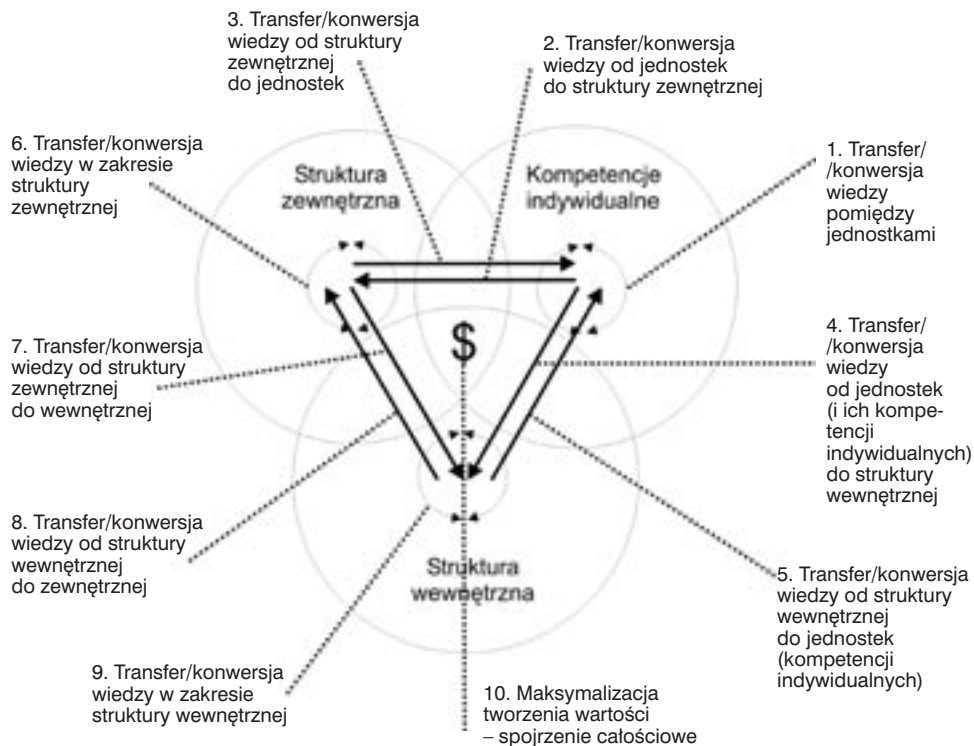 3. Transfer/konwersja
wiedzy od struktury
zewnętrznej
do jednostek
2. Transfer/konwersja
wiedzy od jednostek
do struktury zewnętrznej
6. Transfer/konwersja
wiedzy w zakresie
struktury
zewnętrznej
Struktura
zewnętrzna
Kompetencje
indywidualne
1. Transfer/
/konwersja
wiedzy
pomiędzy
jednostkami
7. Transfer/konwersja
wiedzy od struktury
zewnętrznej
do wewnętrznej
$
4. Transfer/
/konwersja
wiedzy
od jednostek
(i ich kompe-
tencji
indywidualnych)
do struktury
wewnętrznej
8. Transfer/konwersja
wiedzy od struktury
wewnętrznej
do zewnętrznej
Struktura
wewnętrzna
5. Transfer/konwersja
wiedzy od struktury
wewnętrznej
do jednostek
(kompetencji
indywidualnych)
9. Transfer/konwersja
wiedzy w zakresie
struktury wewnętrznej
10. Maksymalizacja
tworzenia wartości
– spojrzenie całościowe